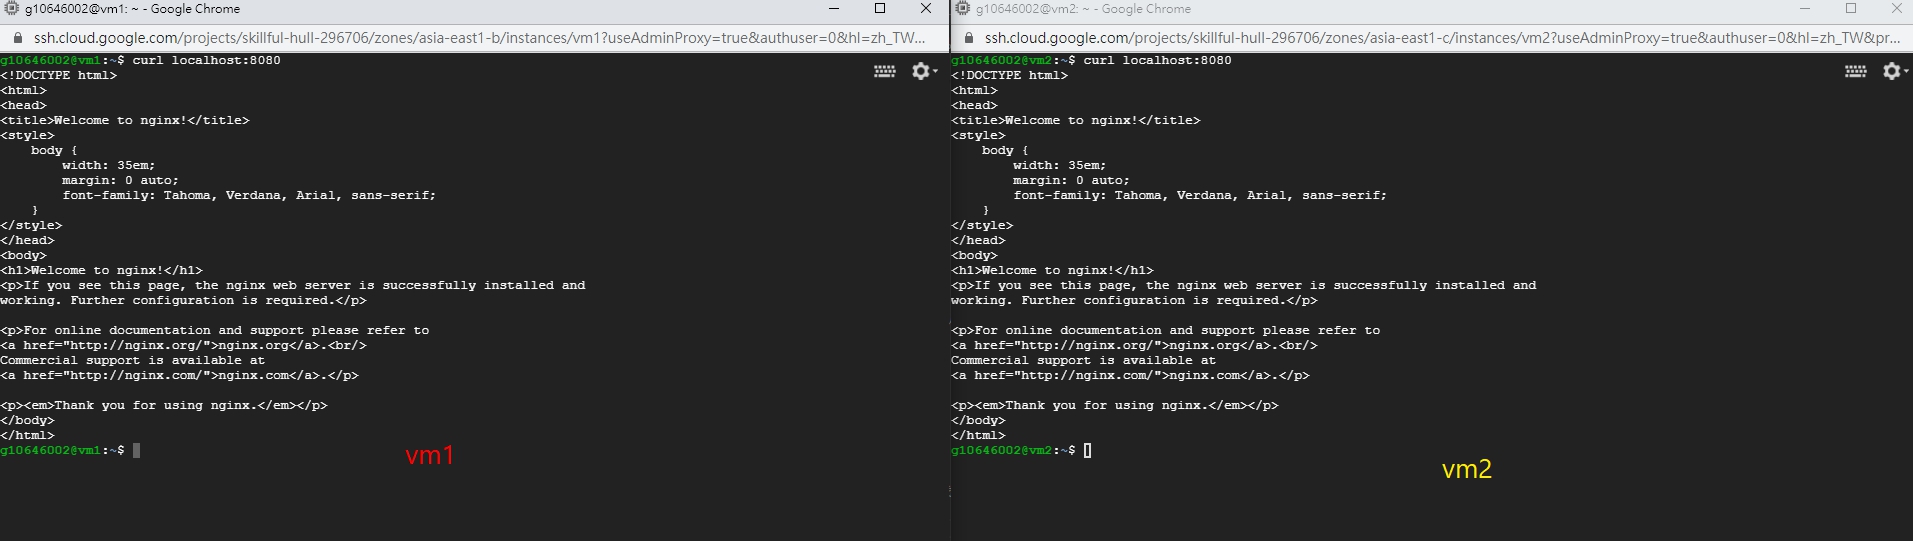 g10646002@vm1: ~ - Google Chrome
ssh.cloud.google.com/projects/skillful-hull-296706/zones/asia-east1-b/instances/vm1?useAdminProxy=true&authuser=0&hl=zh_TW...
g10646002@vm1:~$ curl localhost:8080
<!DOCTYPE html>
<html>
<head>
<title>Welcome to nginx!</title>
<style>
    body {
        width: 35em;
        margin: 0 auto;
        font-family: Tahoma, Verdana, Arial, sans-serif;
    }
</style>
</head>
<body>
<h1>Welcome to nginx!</h1>
<p>If you see this page, the nginx web server is successfully installed and
working. Further configuration is required.</p>
<p>For online documentation and support please refer to
<a href="http://nginx.org/">nginx.org</a>.<br/>
Commercial support is available at
<a href="http://nginx.com/">nginx.com</a>.</p>
<p><em>Thank you for using nginx.</em></p>
</body>
</html>
g10646002@vm1:~$
vm1
g10646002@vm2: ~ - Google Chrome
ssh.cloud.google.com/projects/skillful-hull-296706/zones/asia-east1-c/instances/vm2?useAdminProxy=true&authuser=0&hl=zh_TW&pr...
g10646002@vm2:~$ curl localhost:8080
<!DOCTYPE html>
<html>
<head>
<title>Welcome to nginx!</title>
<style>
    body {
        width: 35em;
        margin: 0 auto;
        font-family: Tahoma, Verdana, Arial, sans-serif;
    }
</style>
</head>
<body>
<h1>Welcome to nginx!</h1>
<p>If you see this page, the nginx web server is successfully installed and
working. Further configuration is required.</p>
<p>For online documentation and support please refer to
<a href="http://nginx.org/">nginx.org</a>.<br/>
Commercial support is available at
<a href="http://nginx.com/">nginx.com</a>.</p>
<p><em>Thank you for using nginx.</em></p>
</body>
</html>
g10646002@vm2:~$
vm2